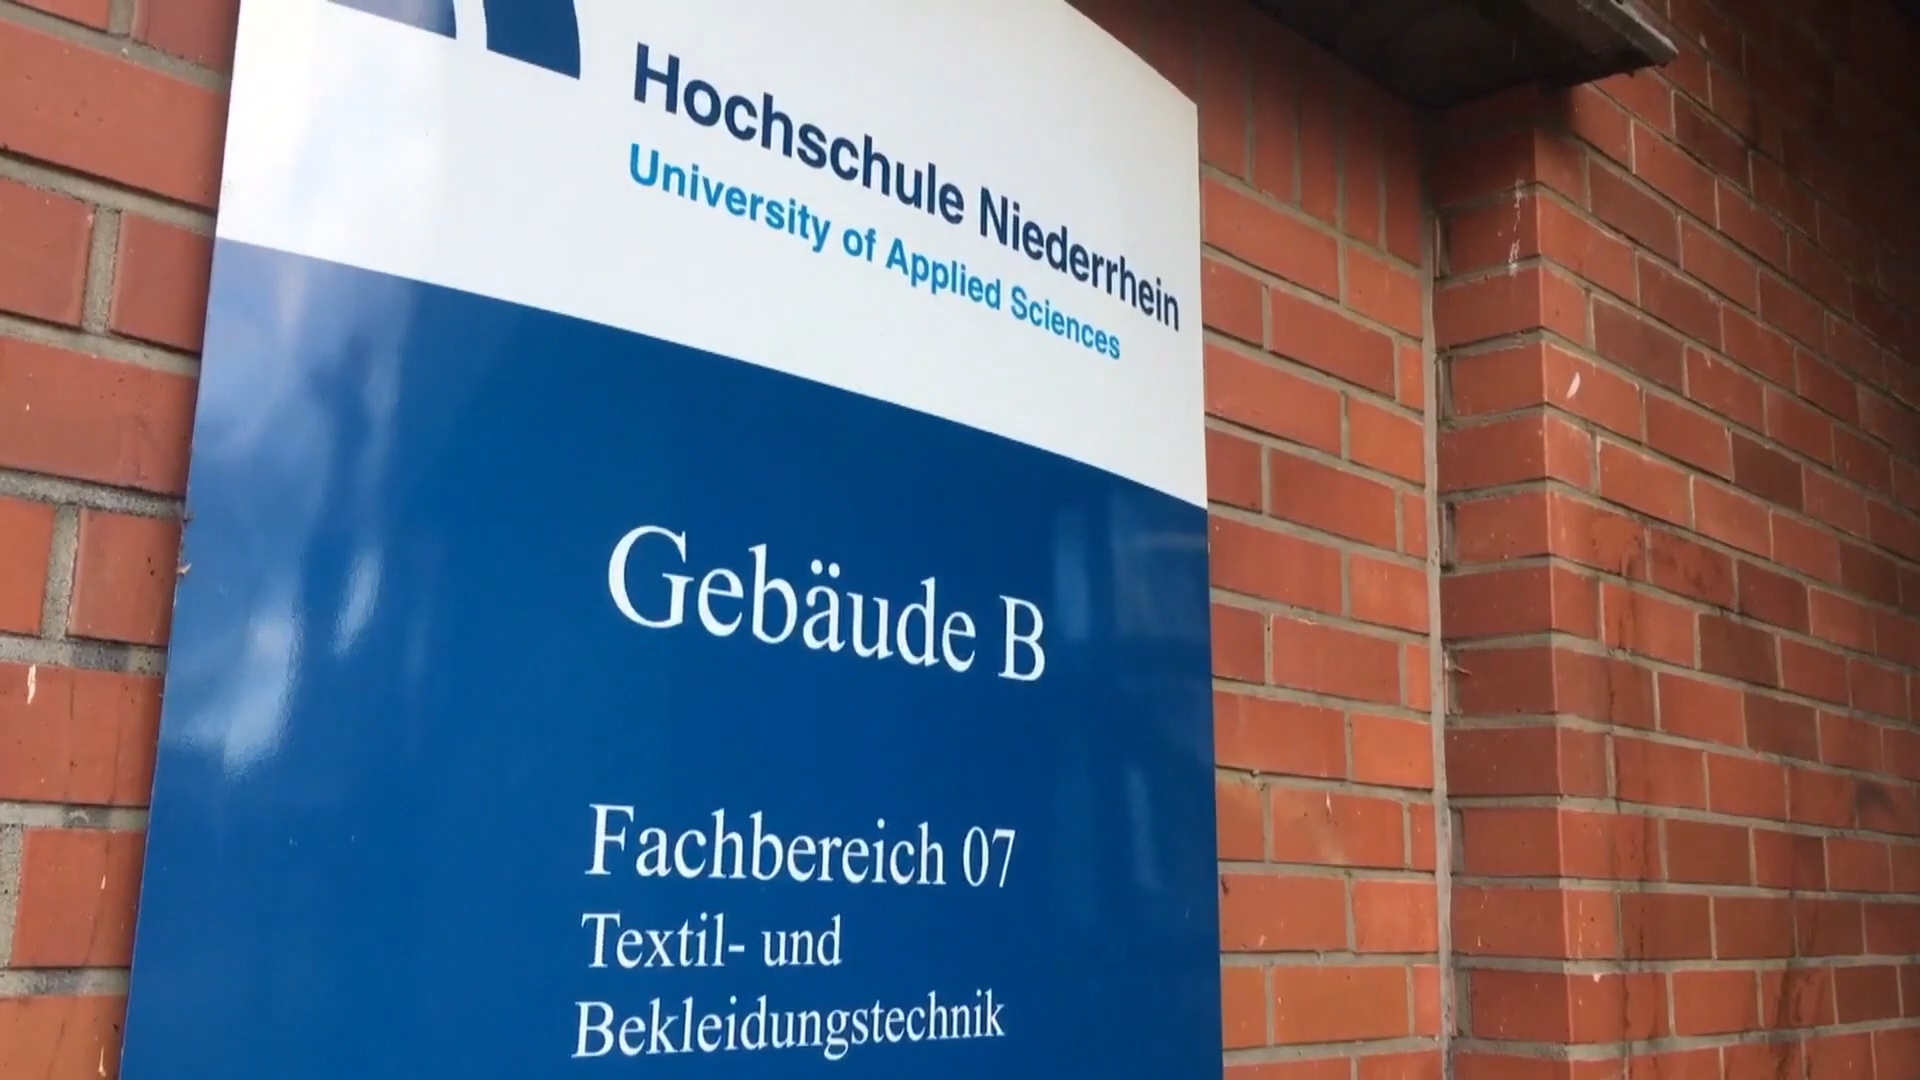 Hochschule Niederrhein
University of Applied Sciences
Gebäude B
Fachbereich 07
Textil- und
Bekleidungstechnik